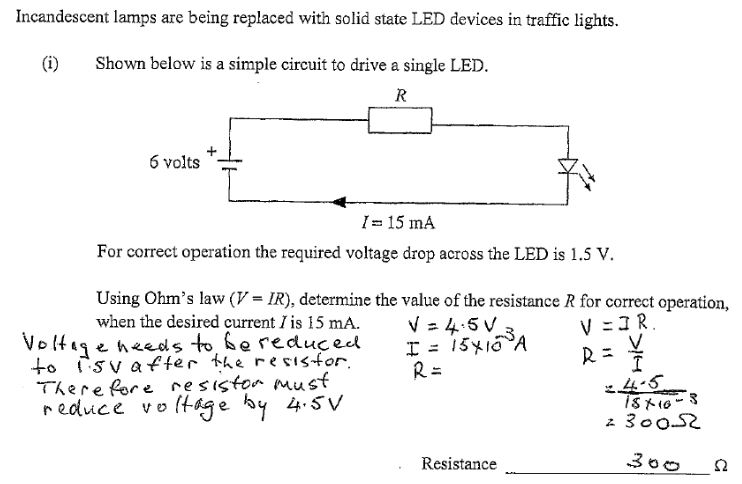 Incandescent lamps are being replaced with solid state LED devices in traffic lights.
(i) Shown below is a simple circuit to drive a single LED.
R
6 volts +
I = 15 mA
For correct operation the required voltage drop across the LED is 1.5 V.
Using Ohm's law (V = IR), determine the value of the resistance R for correct operation,
when the desired current I is 15 mA.
Voltage needs to be reduced
to 1.5V after the resistor.
Therefore resistor must
reduce voltage by 4.5V
V = 4.5V
I = 15×10⁻³A
R =
V = IR.
R = V/I
= 4.5/15×10⁻³
= 300Ω
Resistance 300 Ω